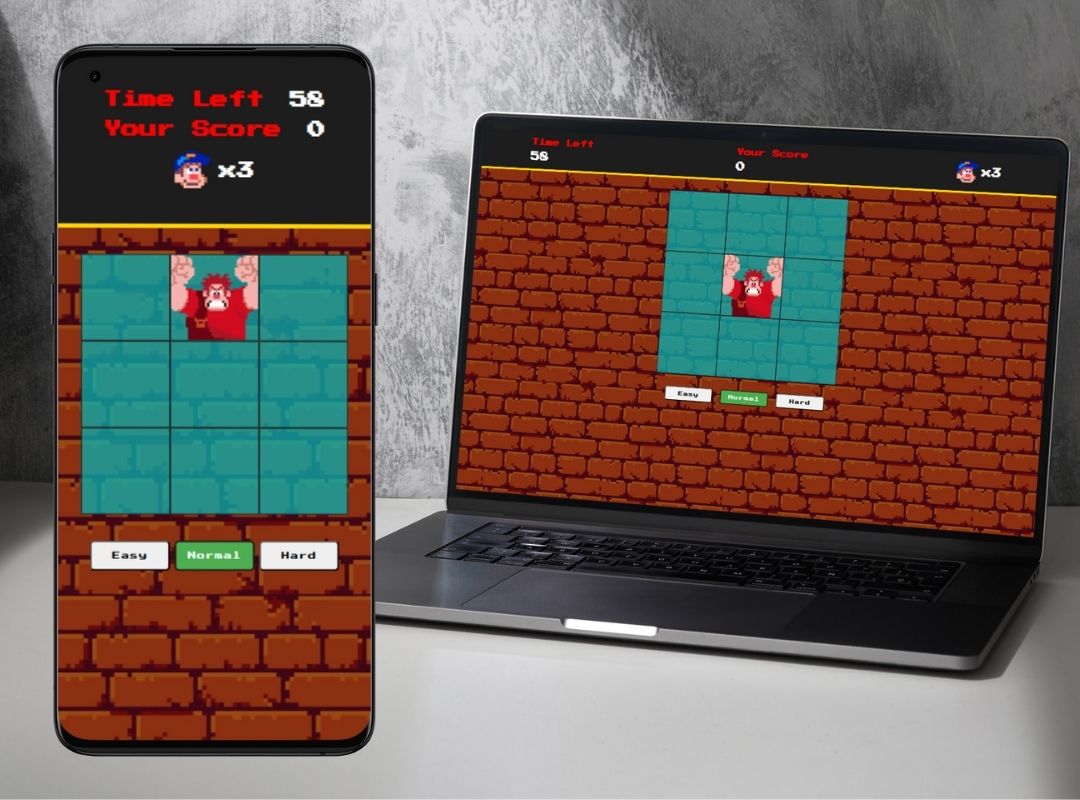 Time Left 58
Your Score 0
x3
Easy Normal Hard
Time Left
58
Your Score
0
x3
Easy Normal Hard